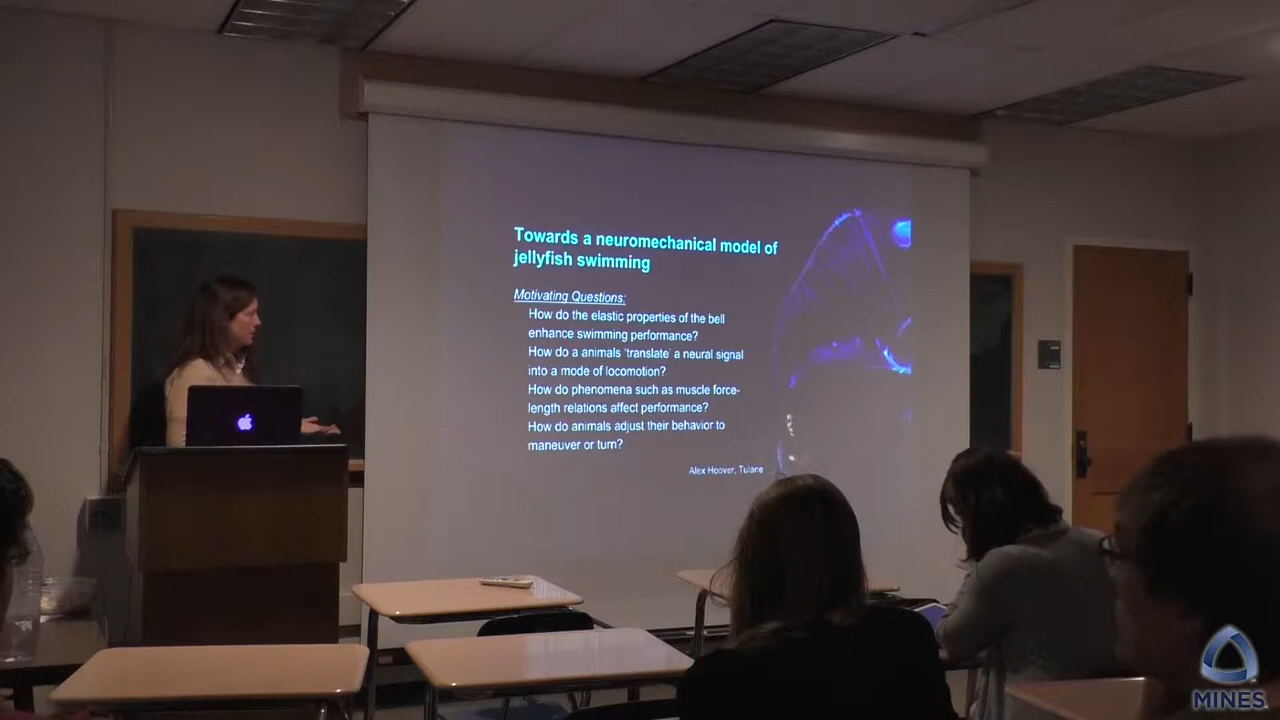 Towards a neuromechanical model of
jellyfish swimming
Motivating Questions:
How do the elastic properties of the bell
enhance swimming performance?
How do a animals 'translate' a neural signal
into a mode of locomotion?
How do phenomena such as muscle force-
length relations affect performance?
How do animals adjust their behavior to
maneuver or turn?
Alex Hoover, Tulane
MINES